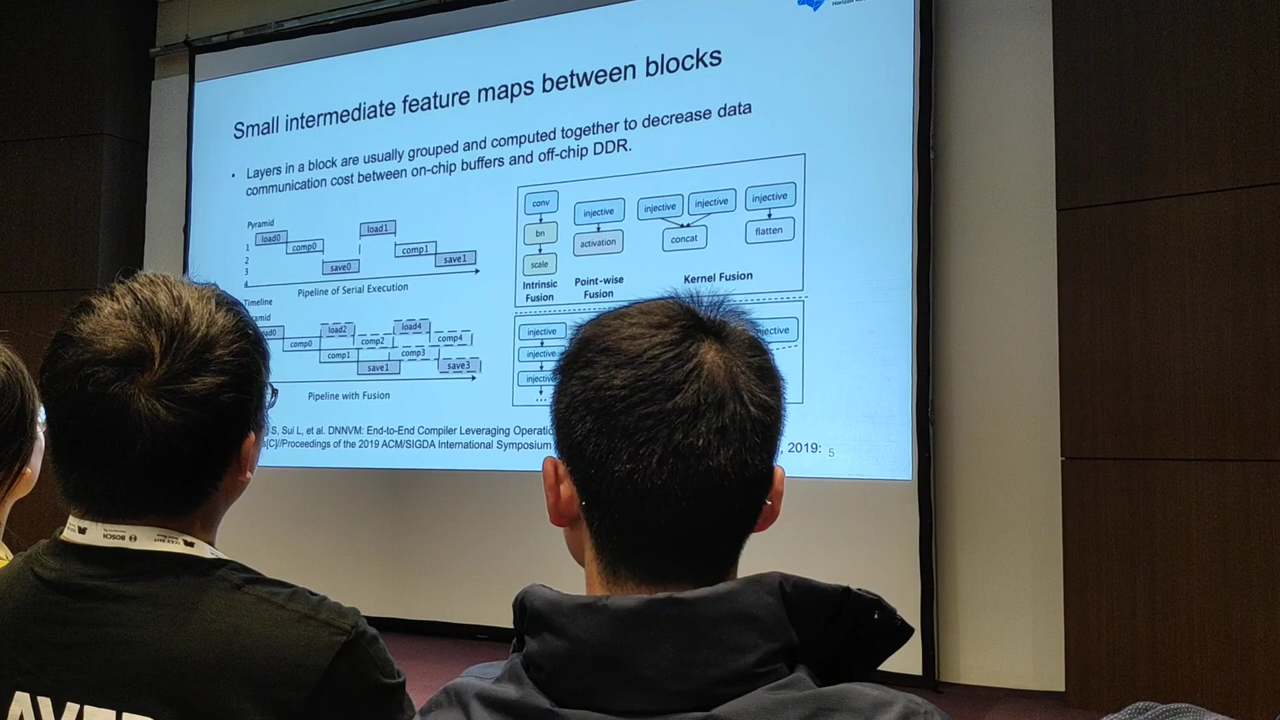 Small intermediate feature maps between blocks
• Layers in a block are usually grouped and computed together to decrease data
communication cost between on-chip buffers and off-chip DDR.
Pyramid
1
2
3
load0
comp0
save0
load1
comp1
save1
Pipeline of Serial Execution
Timeline
comp0
load2
comp1
comp2
save1
load4
comp3
comp4
save3
Pipeline with Fusion
conv
bn
scale
Intrinsic
Fusion
injective
activation
Point-wise
Fusion
injective
injective
concat
injective
flatten
Kernel Fusion
injective
injective
injective
...
S, Sui L, et al. DNNVM: End-to-End Compiler Leveraging
[C]//Proceedings of the 2019 ACM/SIGDA International Symposium
, 2019:
5
BOSCH